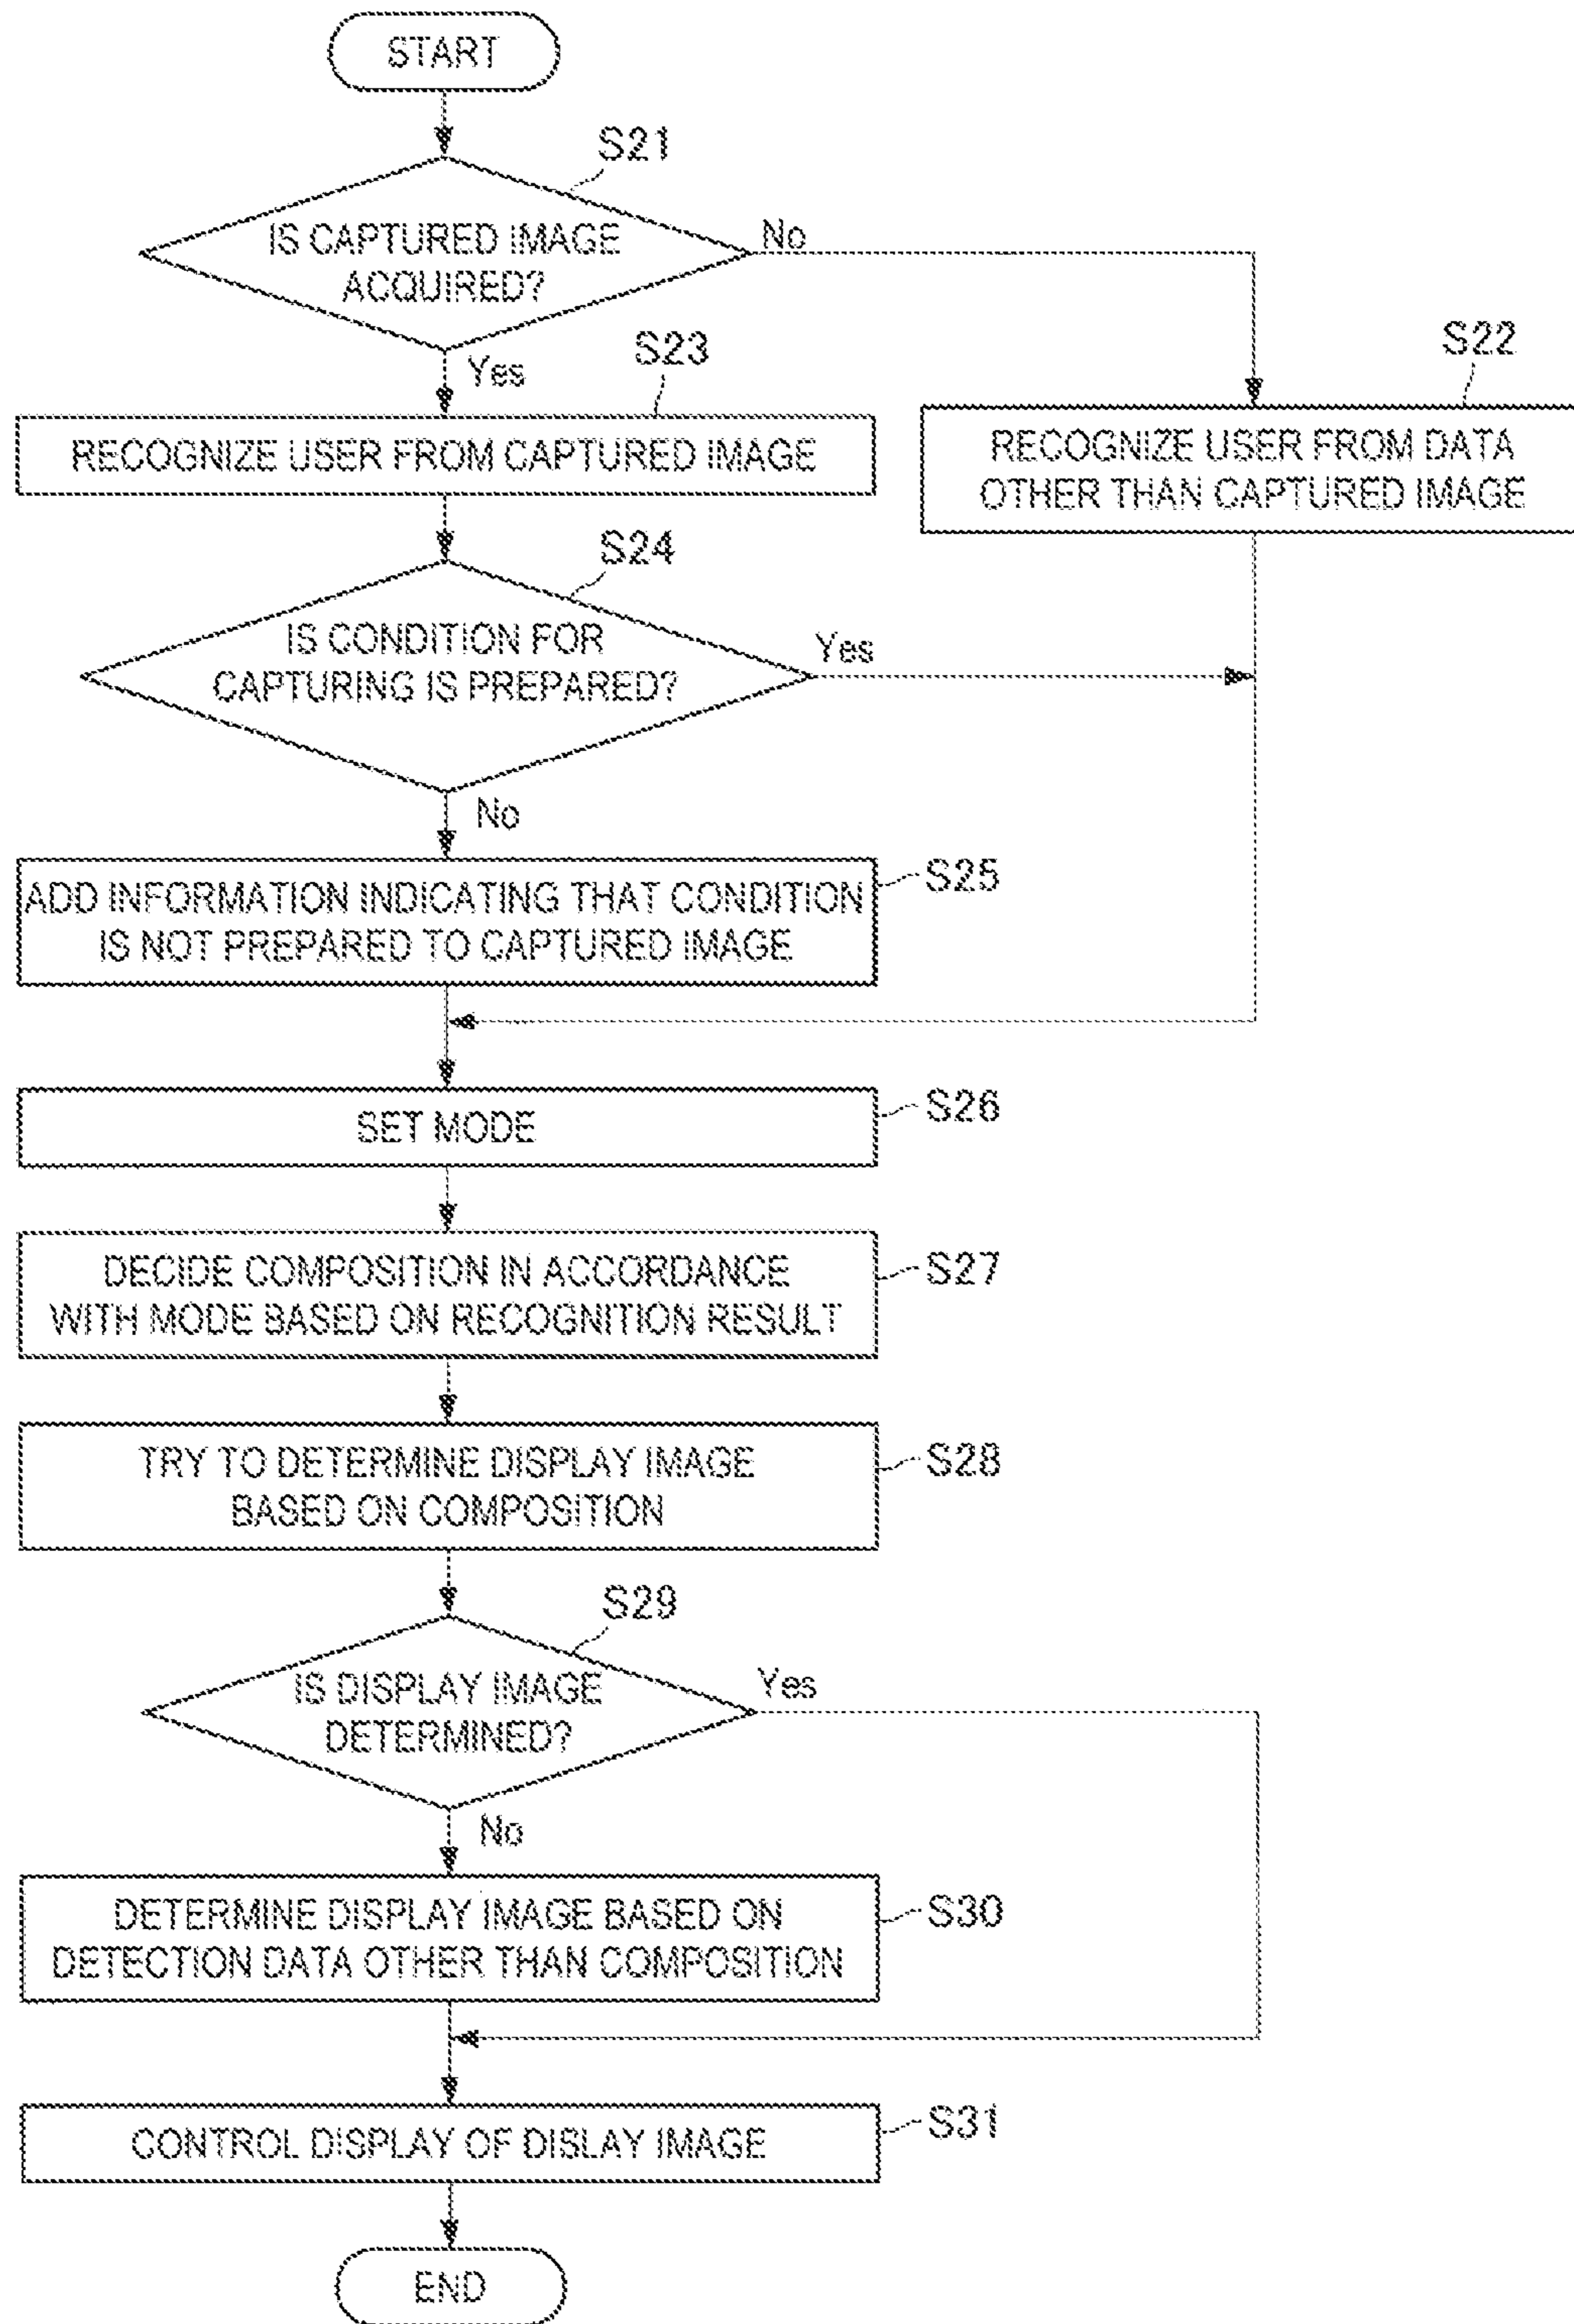 START
S21
IS CAPTURED IMAGE
ACQUIRED?
No
Yes
S23
S22
RECOGNIZE USER FROM CAPTURED IMAGE
RECOGNIZE USER FROM DATA
OTHER THAN CAPTURED IMAGE
S24
IS CONDITION FOR
CAPTURING IS PREPARED?
Yes
No
ADD INFORMATION INDICATING THAT CONDITION
IS NOT PREPARED TO CAPTURED IMAGE
S25
SET MODE
S26
DECIDE COMPOSITION IN ACCORDANCE
WITH MODE BASED ON RECOGNITION RESULT
S27
TRY TO DETERMINE DISPLAY IMAGE
BASED ON COMPOSITION
S28
S29
IS DISPLAY IMAGE
DETERMINED?
Yes
No
DETERMINE DISPLAY IMAGE BASED ON
DETECTION DATA OTHER THAN COMPOSITION
S30
CONTROL DISPLAY OF DISLAY IMAGE
S31
END